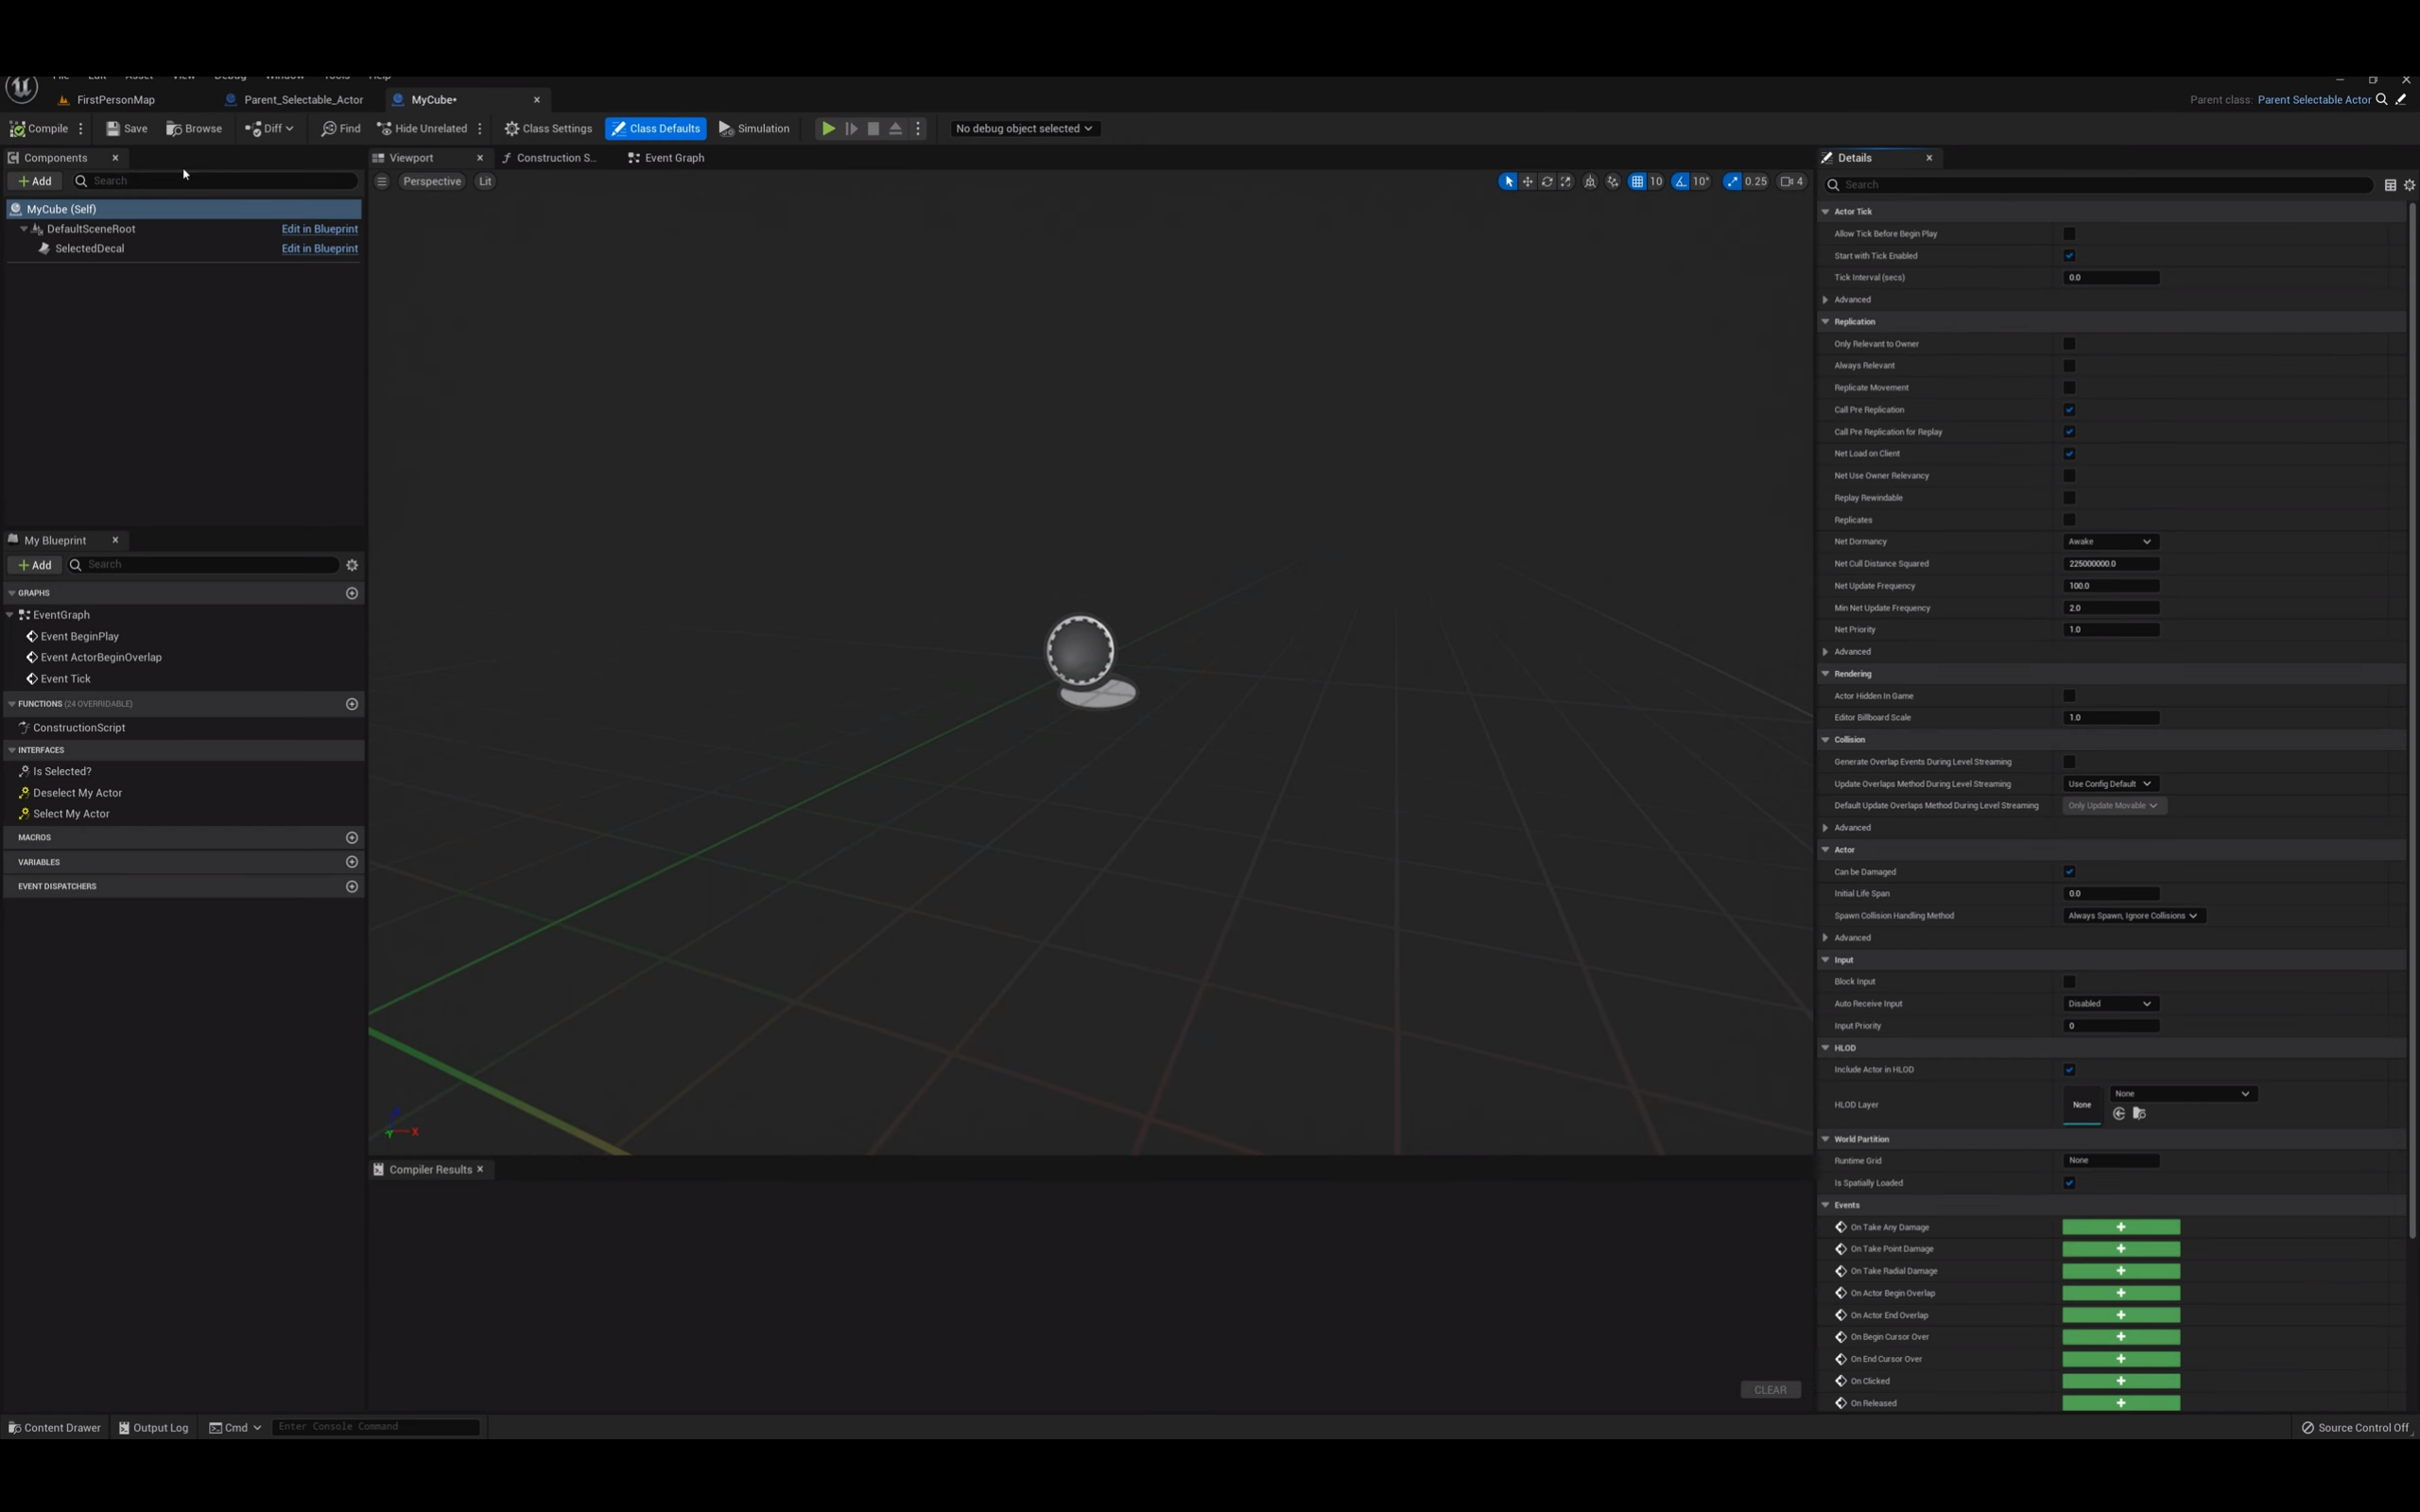 File Edit Asset View Debug Window Tools Help
FirstPersonMap
Parent_Selectable_Actor
MyCube•
Parent class: Parent Selectable Actor
Compile
Save
Browse
Diff
Find
Hide Unrelated
Class Settings
Class Defaults
Simulation
No debug object selected
Components
+ Add
Search
MyCube (Self)
DefaultSceneRoot
Edit in Blueprint
SelectedDecal
Edit in Blueprint
My Blueprint
+ Add
Search
GRAPHS
EventGraph
Event BeginPlay
Event ActorBeginOverlap
Event Tick
FUNCTIONS (24 OVERRIDABLE)
ConstructionScript
INTERFACES
Is Selected?
Deselect My Actor
Select My Actor
MACROS
VARIABLES
EVENT DISPATCHERS
Viewport
Construction S...
Event Graph
Perspective
Lit
10
10°
0.25
4
X
Compiler Results
CLEAR
Details
Search
Actor Tick
Allow Tick Before Begin Play
Start with Tick Enabled
Tick Interval (secs)
0.0
Advanced
Replication
Only Relevant to Owner
Always Relevant
Replicate Movement
Call Pre Replication
Call Pre Replication for Replay
Net Load on Client
Net Use Owner Relevancy
Replay Rewindable
Replicates
Net Dormancy
Awake
Net Cull Distance Squared
225000000.0
Net Update Frequency
100.0
Min Net Update Frequency
2.0
Net Priority
1.0
Advanced
Rendering
Actor Hidden In Game
Editor Billboard Scale
1.0
Collision
Generate Overlap Events During Level Streaming
Update Overlaps Method During Level Streaming
Use Config Default
Default Update Overlaps Method During Level Streaming
Only Update Movable
Advanced
Actor
Can be Damaged
Initial Life Span
0.0
Spawn Collision Handling Method
Always Spawn, Ignore Collisions
Advanced
Input
Block Input
Auto Receive Input
Disabled
Input Priority
0
HLOD
Include Actor in HLOD
HLOD Layer
None
None
World Partition
Runtime Grid
None
Is Spatially Loaded
Events
On Take Any Damage
On Take Point Damage
On Take Radial Damage
On Actor Begin Overlap
On Actor End Overlap
On Begin Cursor Over
On End Cursor Over
On Clicked
On Released
Content Drawer
Output Log
Cmd
Enter Console Command
Source Control Off